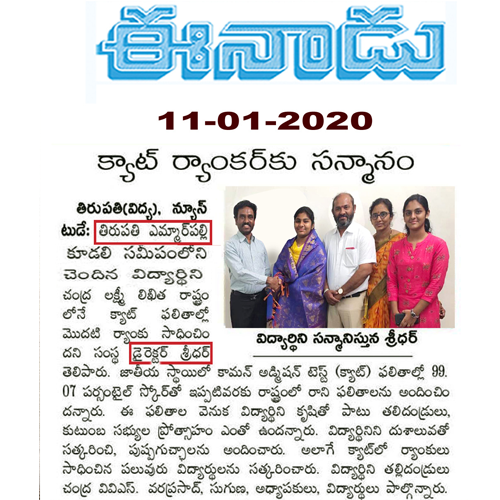 ఈనాడు
11-01-2020
క్యాట్ ర్యాంకర్‌కు సన్మానం
తిరుపతి(విద్య), న్యూస్
టుడే: తిరుపతి ఎమ్మార్‌పల్లి
కూడలి సమీపంలోని
చెందిన విద్యార్థిని
చంద్ర లక్ష్మీ లిఖిత రాష్ట్రం
లోనే క్యాట్ ఫలితాల్లో
మొదటి ర్యాంకు సాధించిం
దని సంస్థ డైరెక్టర్ శ్రీధర్
విద్యార్థిని సన్మానిస్తున శ్రీధర్
తెలిపారు. జాతీయ స్థాయిలో కామన్ అడ్మిషన్ టెస్ట్ (క్యాట్) ఫలితాల్లో 99.
07 పర్సంటైల్ స్కోర్‌తో ఇప్పటివరకు రాష్ట్రంలో రాని ఫలితాలను అందించిం
దన్నారు. ఈ ఫలితాల వెనుక విద్యార్థిని కృషితో పాటు తలిదండ్రులు,
కుటుంబ సభ్యుల ప్రోత్సాహం ఎంతో ఉందన్నారు. విద్యార్థినిని దుశాలువతో
సత్కరించి, పుష్పగుచ్ఛాలను అందించారు. అలాగే క్యాట్‌లో ర్యాంకులు
సాధించిన పలువురు విద్యార్థులను సత్కరించారు. విద్యార్థిని తల్లిదండ్రులు
చంద్ర వివిఎస్. వరప్రసాద్, సుగుణ, అధ్యాపకులు, విద్యార్థులు పాల్గొన్నారు.